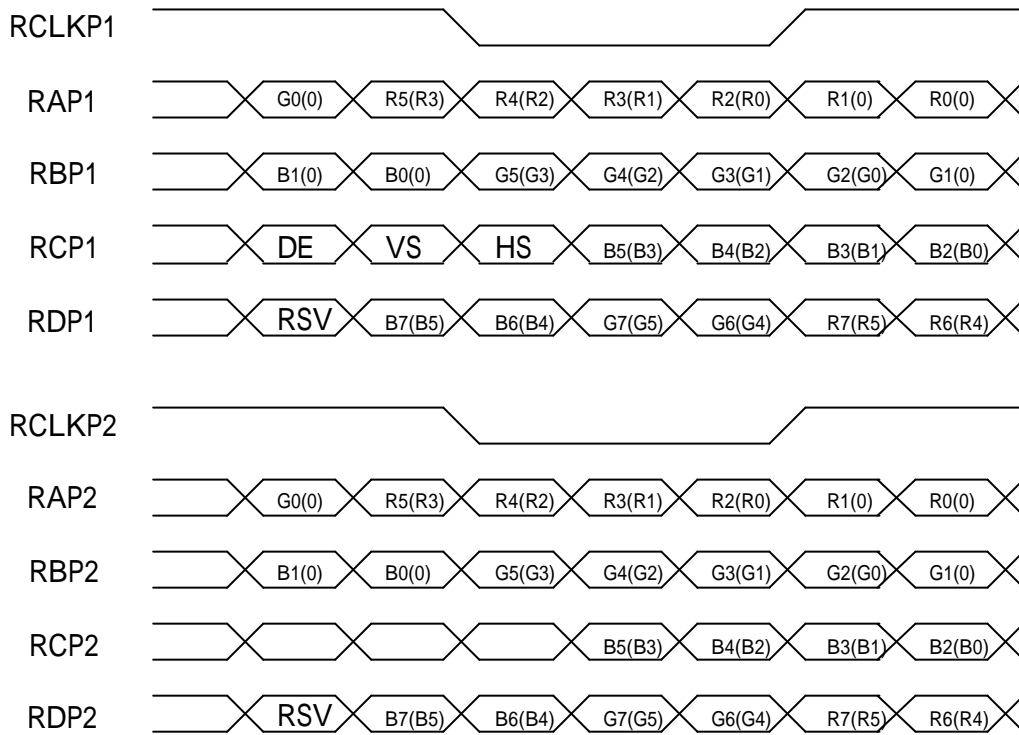 RCLKP1
RAP1 G0(0) R5(R3) R4(R2) R3(R1) R2(R0) R1(0) R0(0)
RBP1 B1(0) B0(0) G5(G3) G4(G2) G3(G1) G2(G0) G1(0)
RCP1 DE VS HS B5(B3) B4(B2) B3(B1) B2(B0)
RDP1 RSV B7(B5) B6(B4) G7(G5) G6(G4) R7(R5) R6(R4)
RCLKP2
RAP2 G0(0) R5(R3) R4(R2) R3(R1) R2(R0) R1(0) R0(0)
RBP2 B1(0) B0(0) G5(G3) G4(G2) G3(G1) G2(G0) G1(0)
RCP2 B5(B3) B4(B2) B3(B1) B2(B0)
RDP2 RSV B7(B5) B6(B4) G7(G5) G6(G4) R7(R5) R6(R4)